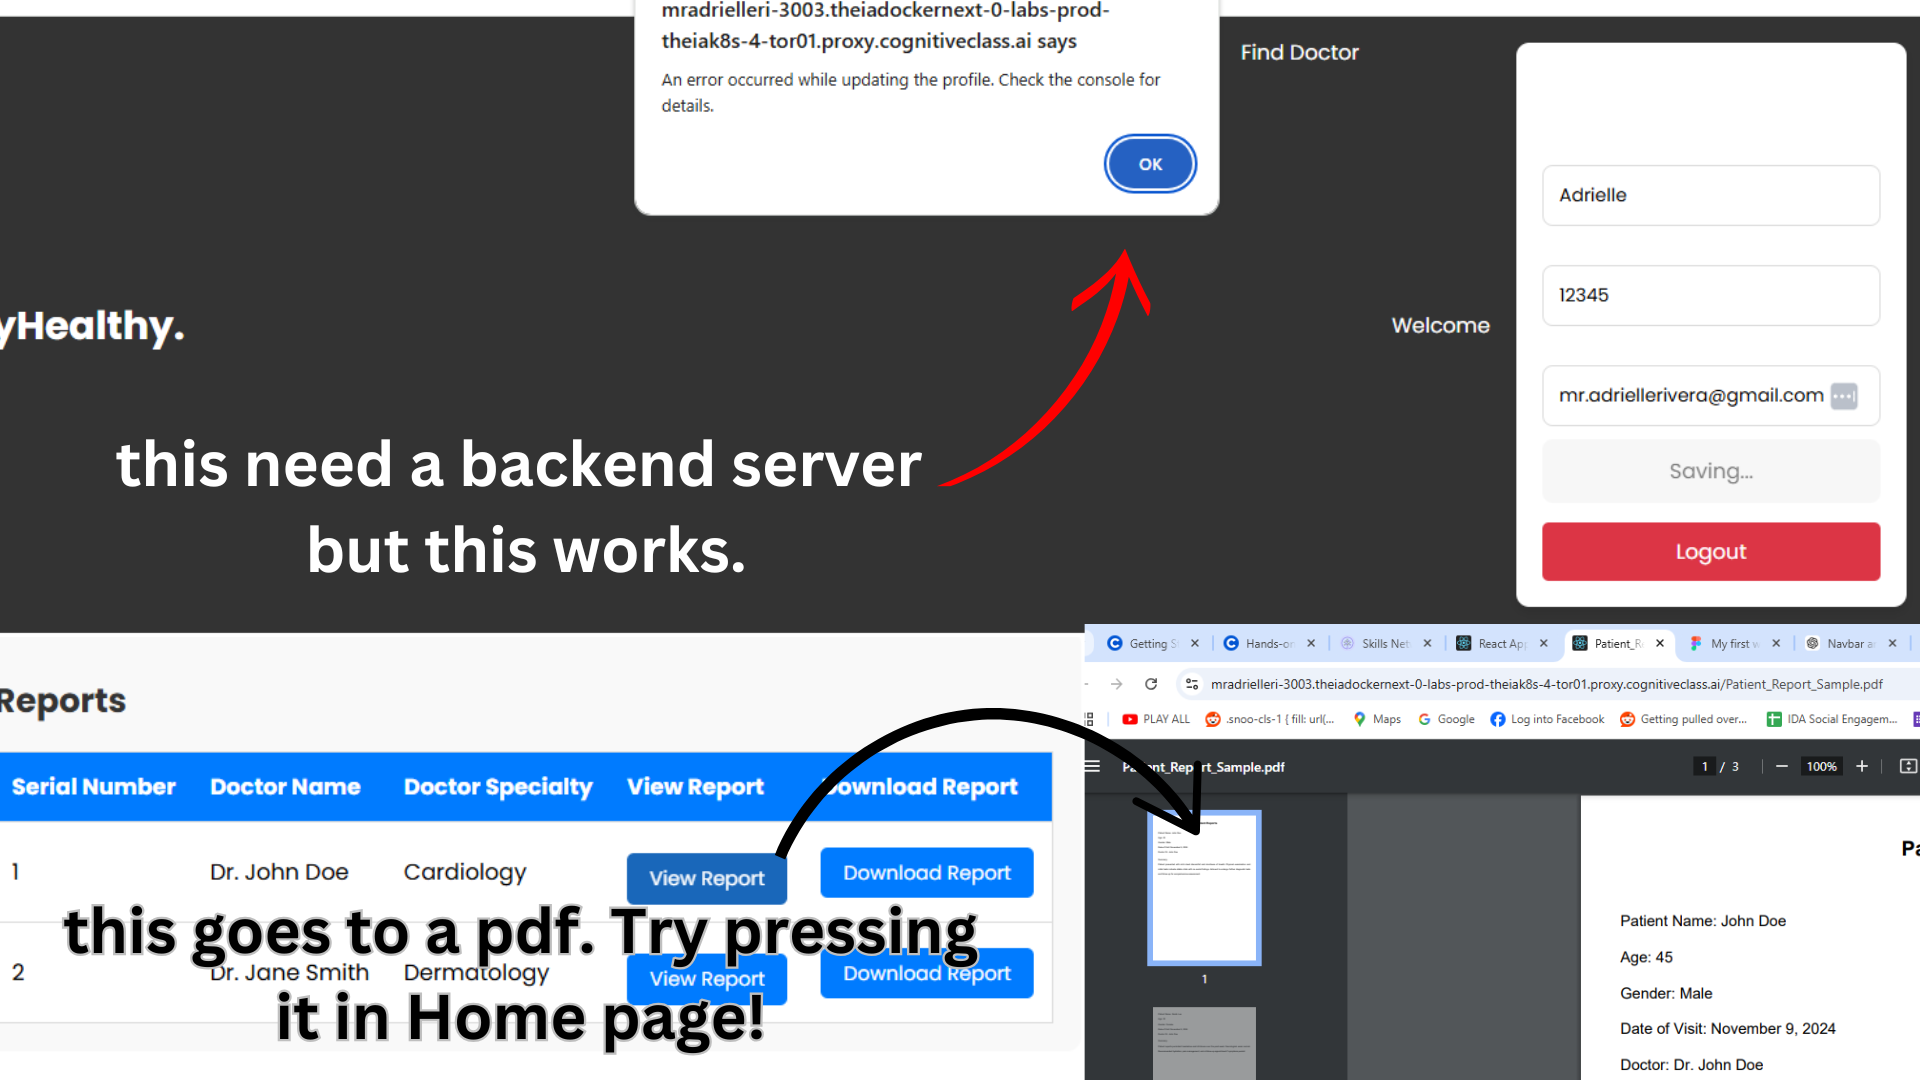 mradrielleri-3003.theiadockernext-0-labs-prod-
theiak8s-4-tor01.proxy.cognitiveclass.ai says
An error occurred while updating the profile. Check the console for
details.
OK
Find Doctor
Adrielle
12345
yHealthy.
Welcome
mr.adriellerivera@gmail.com
this need a backend server
but this works.
Saving...
Logout
Reports
Serial Number Doctor Name Doctor Specialty View Report Download Report
1 Dr. John Doe Cardiology View Report Download Report
this goes to a pdf. Try pressing
2 Dr. Jane Smith Dermatology View Report Download Report
it in Home page!
Getting S Hands-on Skills Net React App Patient_R My first w Navbar a
mradrielleri-3003.theiadockernext-0-labs-prod-theiak8s-4-tor01.proxy.cognitiveclass.ai/Patient_Report_Sample.pdf
PLAY ALL .snoo-cls-1 { fill: url(... Maps Google Log into Facebook Getting pulled over... IDA Social Engagem...
Patient_Report_Sample.pdf 1 / 3 100%
Pa
1
Patient Name: John Doe
Age: 45
Gender: Male
Date of Visit: November 9, 2024
Doctor: Dr. John Doe